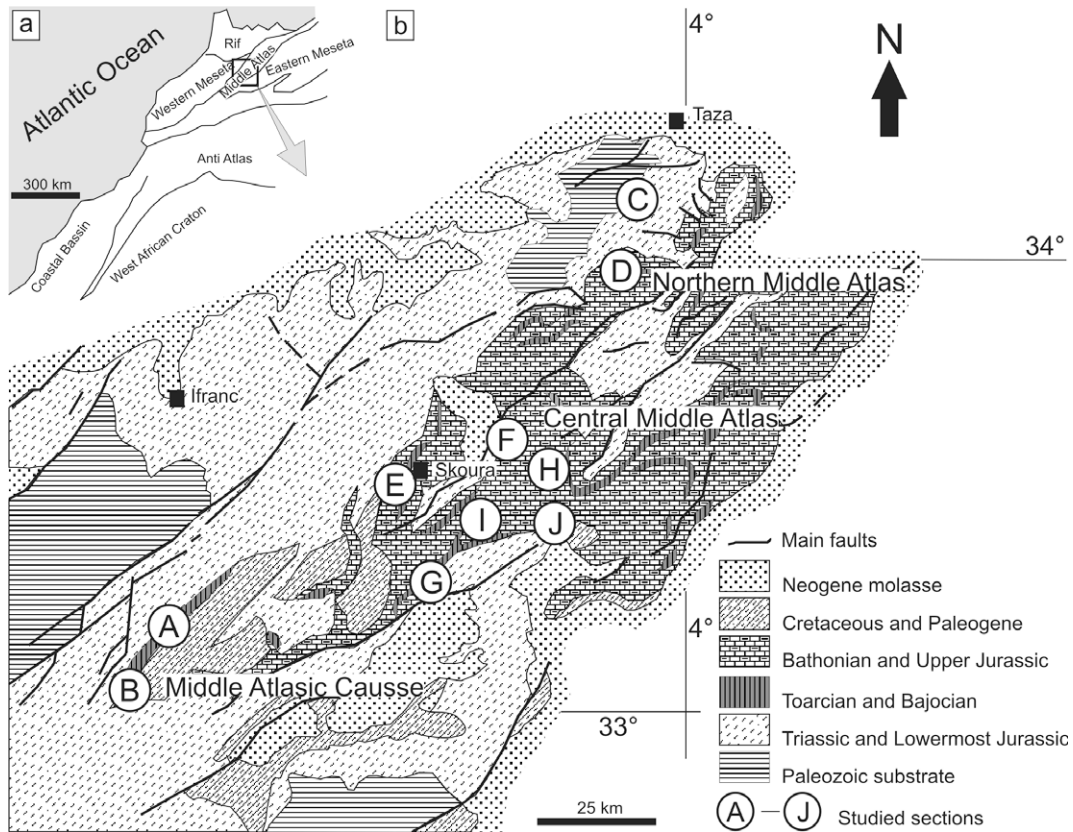 a
Atlantic Ocean
Rif
Western Meseta
Middle Atlas
Eastern Meseta
Anti Atlas
300 km
Coastal Bassin
West African Craton
b
4°
N
Taza
C
34°
D
Northern Middle Atlas
Ifranc
Central Middle Atlas
F
Skoura
H
E
I
J
G
A
4°
B
Middle Atlasic Causse
33°
25 km
Main faults
Neogene molasse
Cretaceous and Paleogene
Bathonian and Upper Jurassic
Toarcian and Bajocian
Triassic and Lowermost Jurassic
Paleozoic substrate
A – J Studied sections